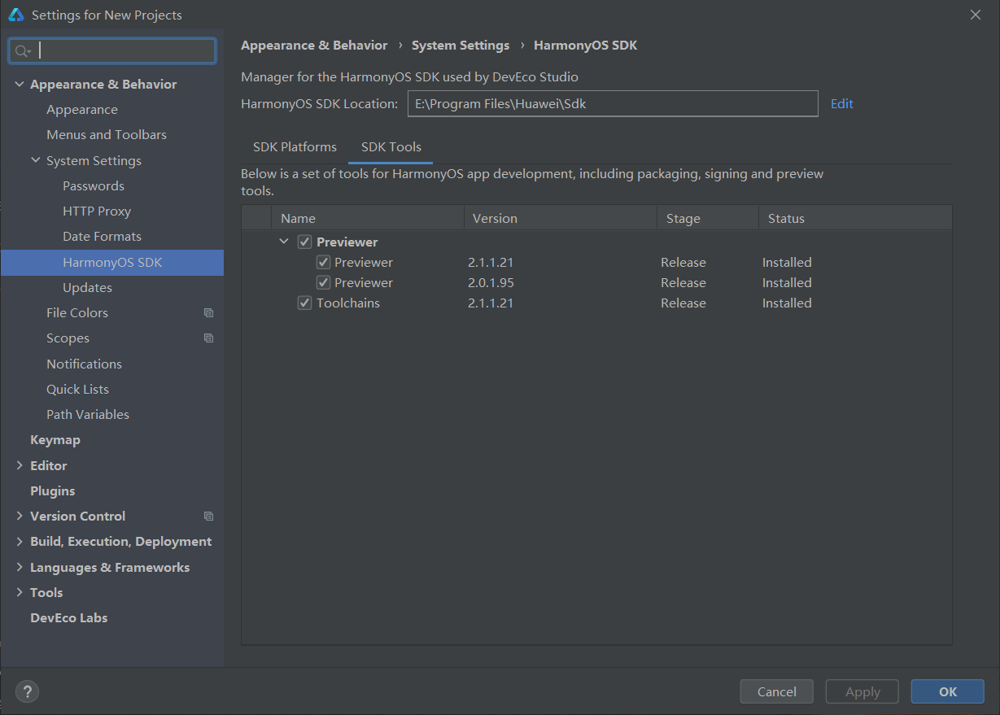 Settings for New Projects
Appearance & Behavior
Appearance
Menus and Toolbars
System Settings
Passwords
HTTP Proxy
Date Formats
HarmonyOS SDK
Updates
File Colors
Scopes
Notifications
Quick Lists
Path Variables
Keymap
Editor
Plugins
Version Control
Build, Execution, Deployment
Languages & Frameworks
Tools
DevEco Labs
Appearance & Behavior › System Settings › HarmonyOS SDK
Manager for the HarmonyOS SDK used by DevEco Studio
HarmonyOS SDK Location: E:\Program Files\Huawei\Sdk Edit
SDK Platforms SDK Tools
Below is a set of tools for HarmonyOS app development, including packaging, signing and preview
tools.
Name Version Stage Status
Previewer
Previewer 2.1.1.21 Release Installed
Previewer 2.0.1.95 Release Installed
Toolchains 2.1.1.21 Release Installed
? Cancel Apply OK